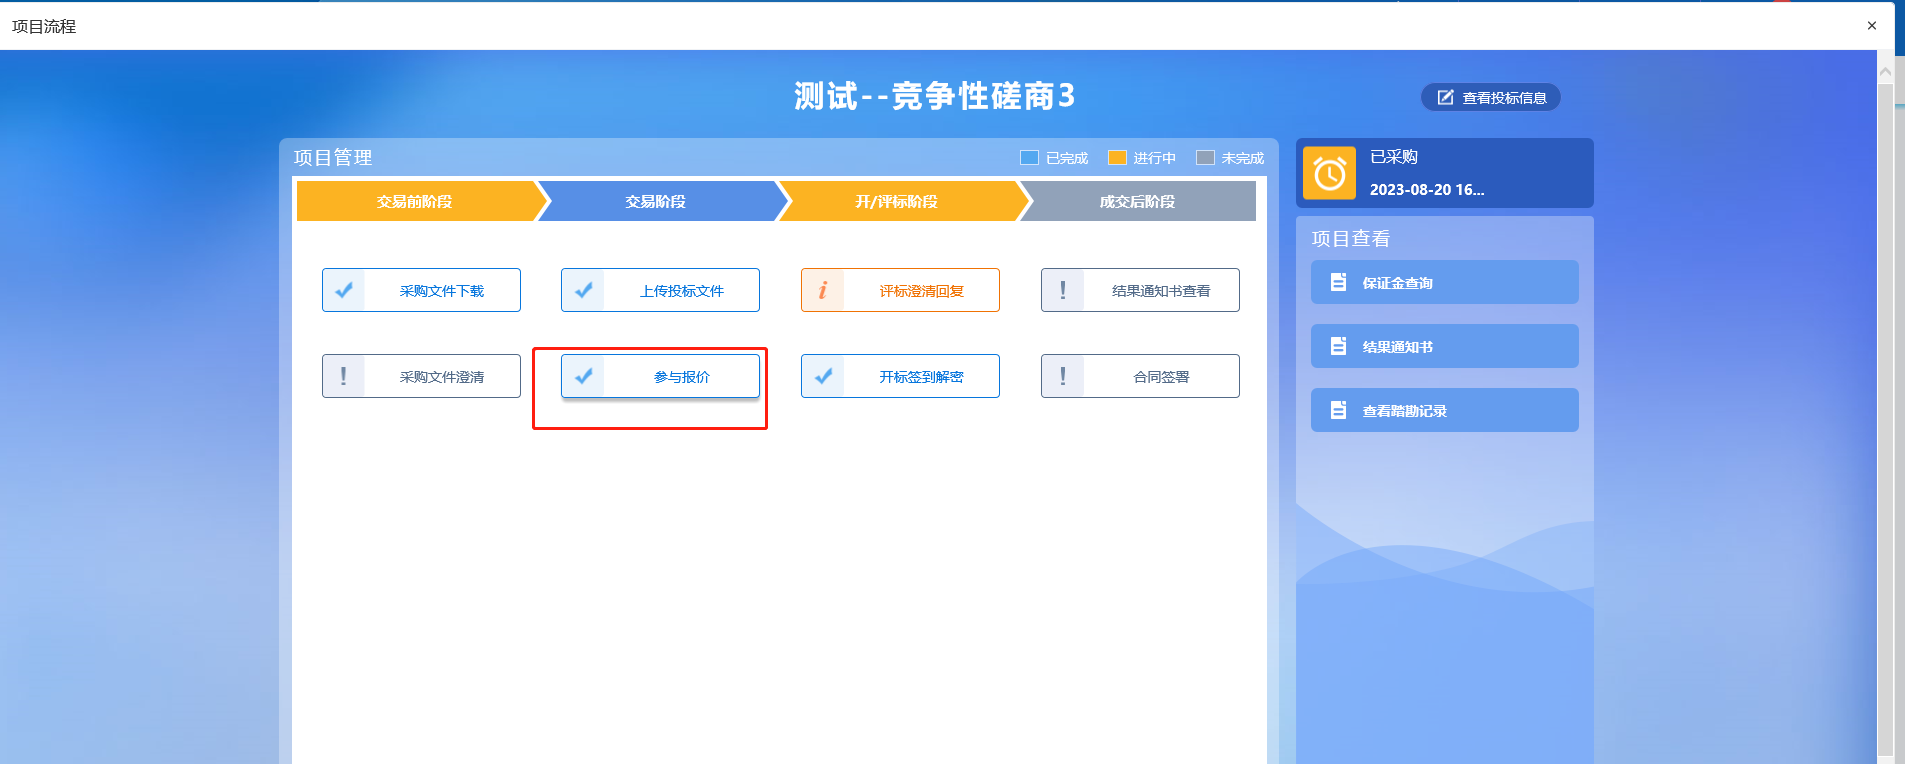 项目流程
×
测试--竞争性磋商3
查看投标信息
项目管理
已完成
进行中
未完成
交易前阶段
交易阶段
开/评标阶段
成交后阶段
采购文件下载
上传投标文件
评标澄清回复
结果通知书查看
采购文件澄清
参与报价
开标签到解密
合同签署
已采购
2023-08-20 16...
项目查看
保证金查询
结果通知书
查看踏勘记录